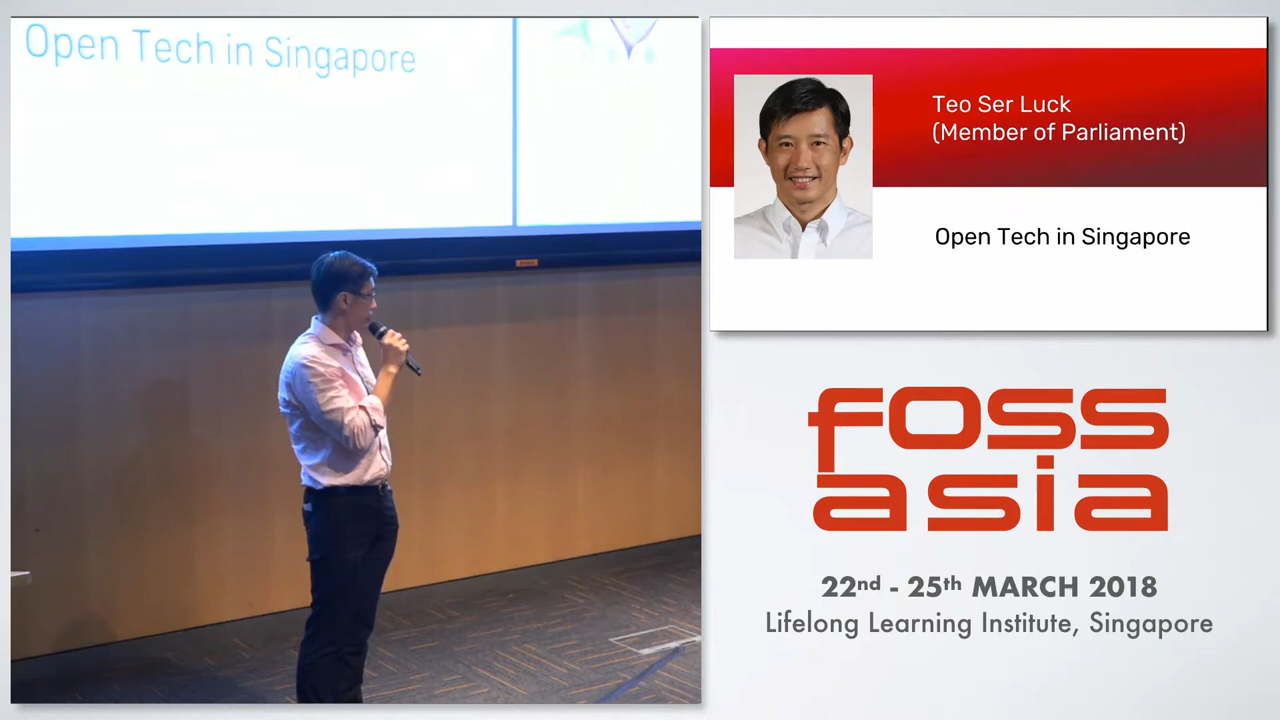 Open Tech in Singapore
Teo Ser Luck
(Member of Parliament)
Open Tech in Singapore
foss
asia
22nd - 25th MARCH 2018
Lifelong Learning Institute, Singapore